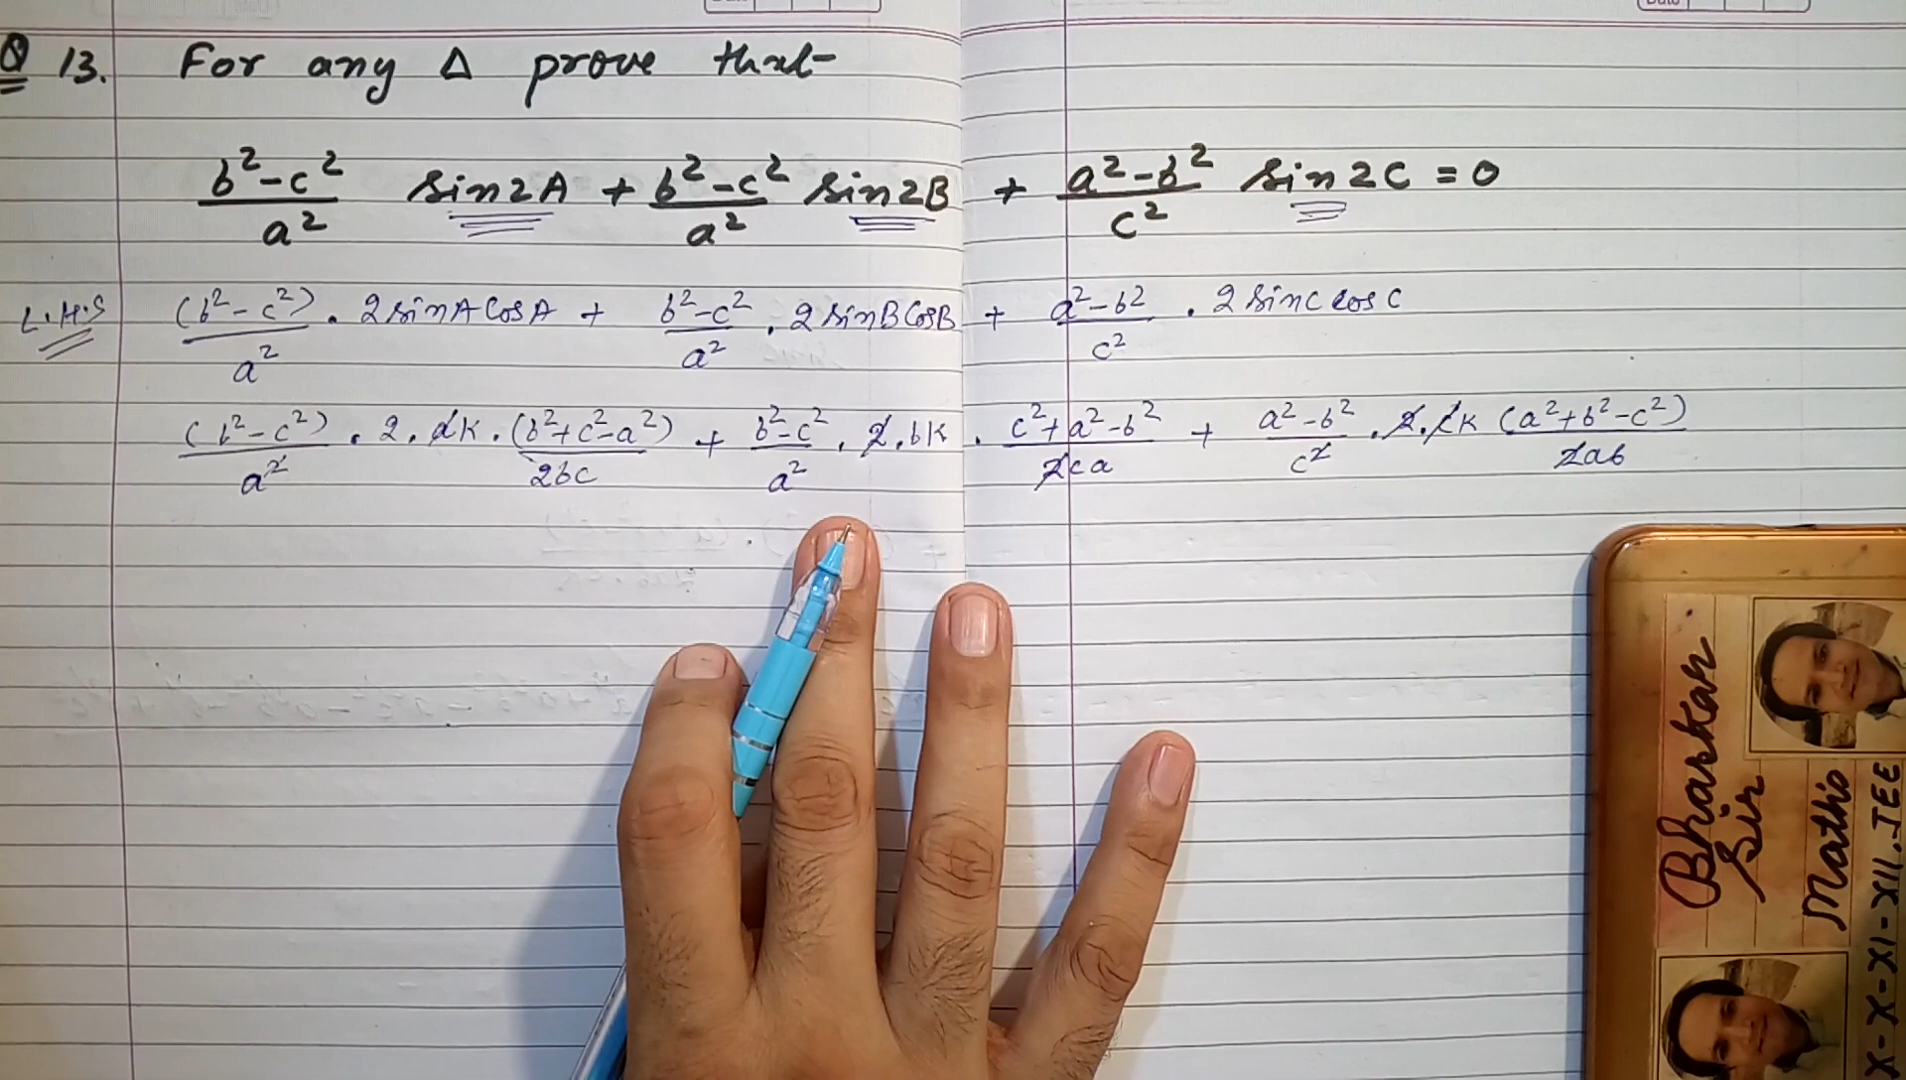 Q 13. For any Δ prove that-
b²-c²/a² sin2A + b²-c²/a² sin2B + a²-b²/c² sin2C = 0
L.H.S (b²-c²)/a² . 2sinA CosA + b²-c²/a² . 2sinB CosB + a²-b²/c² . 2sinC cosC
(b²-c²)/a² . 2. aK . (b²+c²-a²)/2bc + b²-c²/a² . 2.bK . c²+a²-b²/2ca + a²-b²/c² . 2.cK (a²+b²-c²)/2ab
Bharkar
Sir
Maths
X-XI-XII.JEE